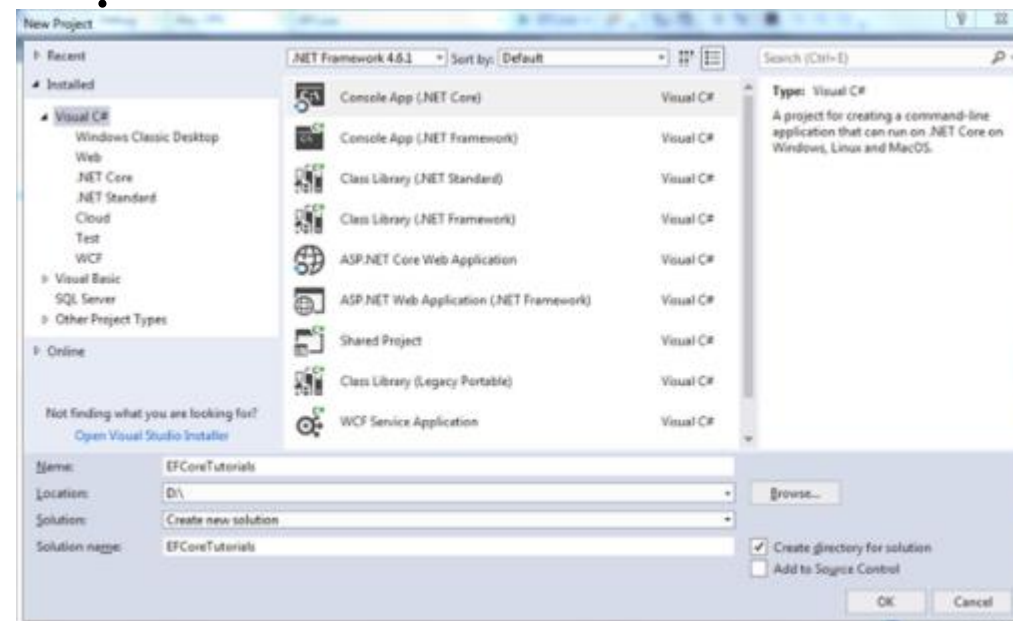 New Project
Recent
Installed
Visual C#
Windows Classic Desktop
Web
.NET Core
.NET Standard
Cloud
Test
WCF
Visual Basic
SQL Server
Other Project Types
Online
Not finding what you are looking for?
Open Visual Studio Installer
.NET Framework 4.6.1 Sort by: Default
Console App (.NET Core) Visual C#
Console App (.NET Framework) Visual C#
Class Library (.NET Standard) Visual C#
Class Library (.NET Framework) Visual C#
ASP.NET Core Web Application Visual C#
ASP.NET Web Application (.NET Framework) Visual C#
Shared Project Visual C#
Class Library (Legacy Portable) Visual C#
WCF Service Application Visual C#
Search (Ctrl+E)
Type: Visual C#
A project for creating a command-line
application that can run on .NET Core on
Windows, Linux and MacOS.
Name: EFCoreTutorials
Location: D:\
Browse...
Solution: Create new solution
Solution name: EFCoreTutorials
Create directory for solution
Add to Source Control
OK Cancel